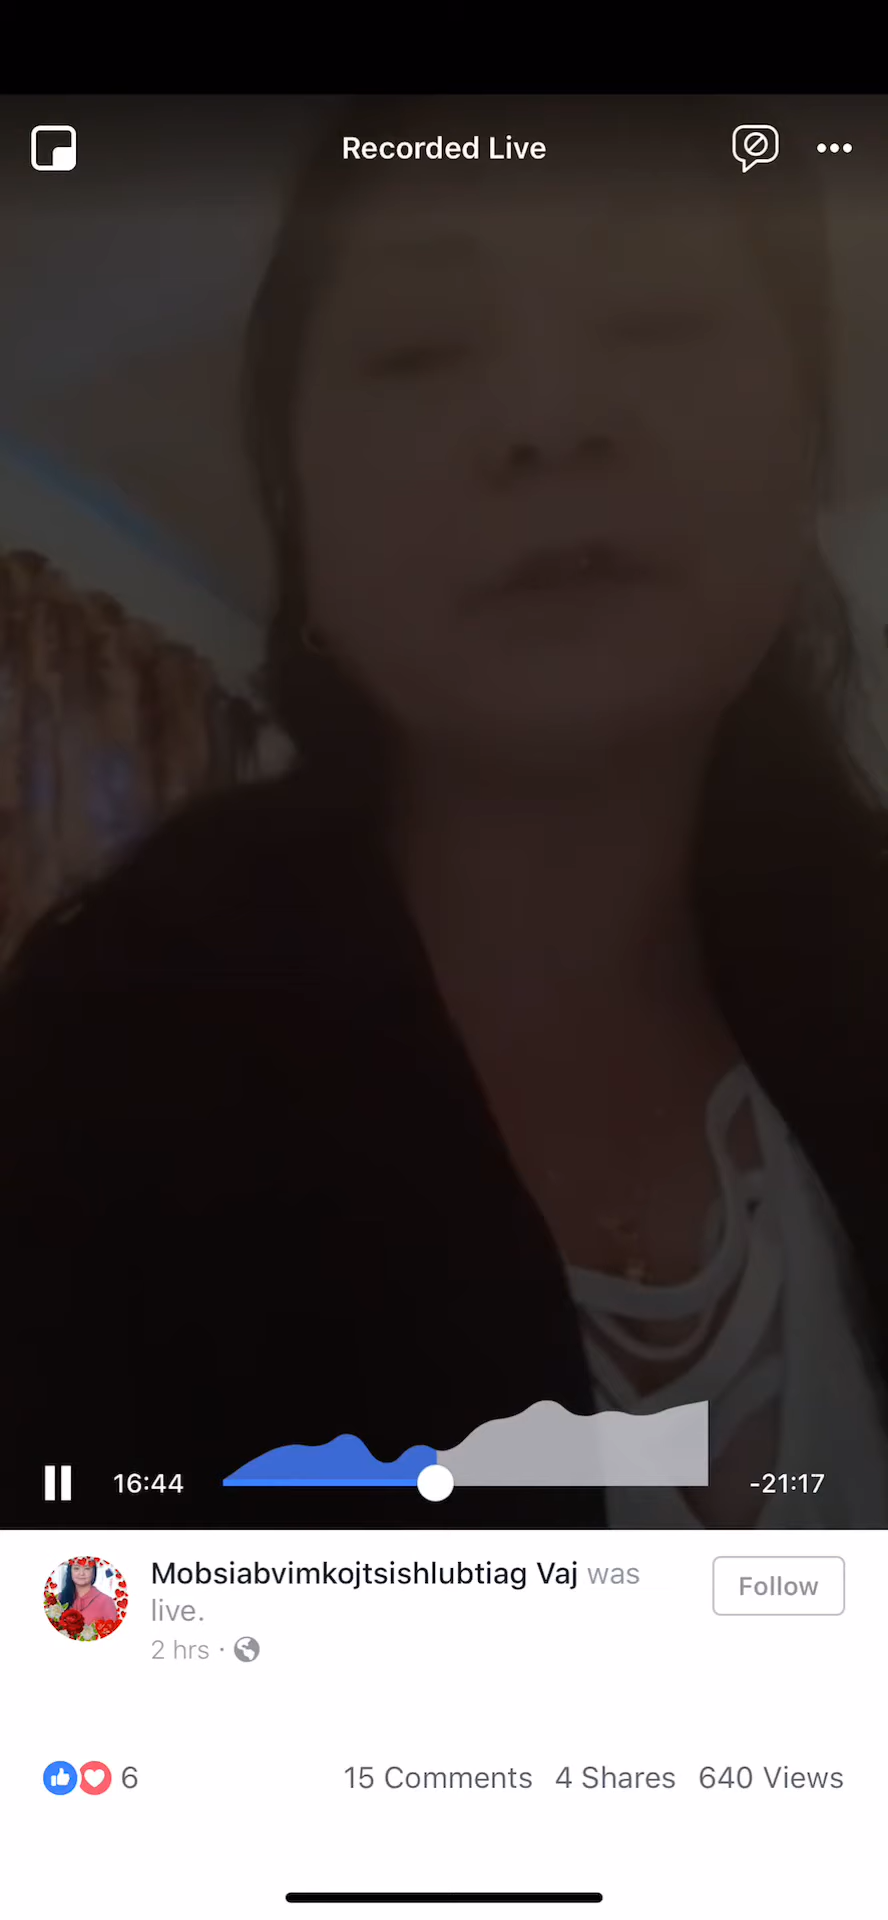 Recorded Live
16:44
-21:17
Mobsiabvimkojtsishlubtiag Vaj was
live.
Follow
2 hrs ·
6
15 Comments 4 Shares 640 Views